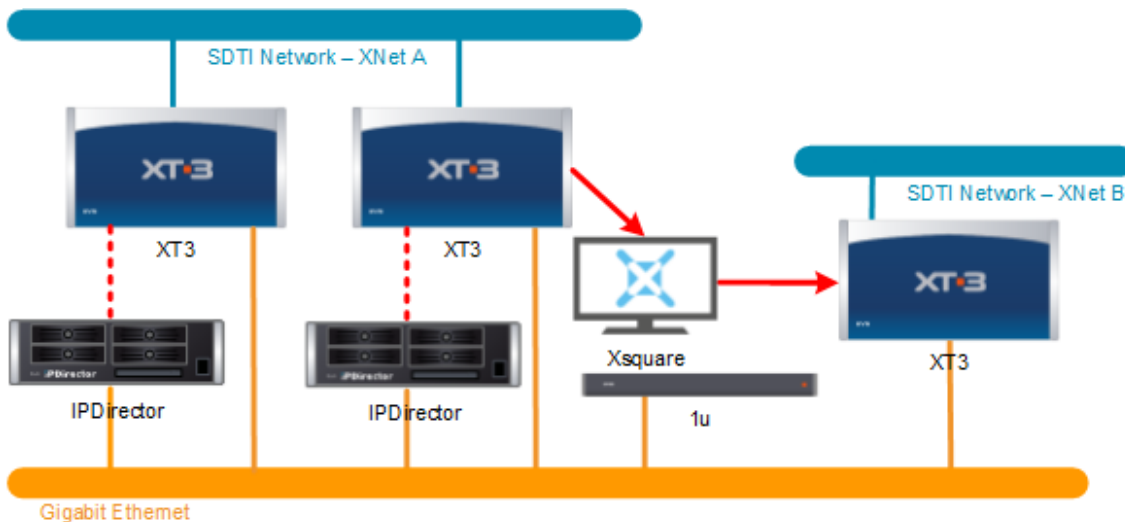 SDTI Network – XNet A
XT3
XT3
SDTI Network – XNet B
XT3
XT3
XT3
iPDirector
iPDirector
Xsquare
XT3
IPDirector
IPDirector
1u
Gigabit Ethernet